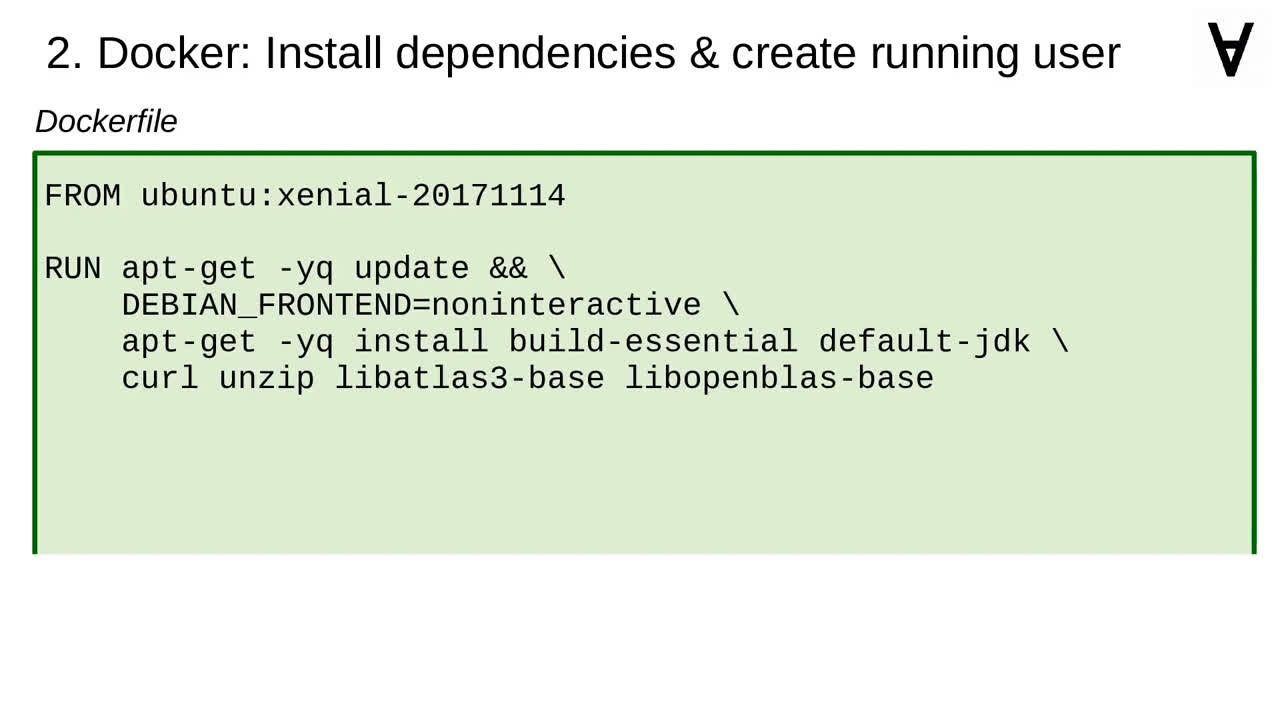 2. Docker: Install dependencies & create running user
Dockerfile
FROM ubuntu:xenial-20171114
RUN apt-get -yq update && \
DEBIAN_FRONTEND=noninteractive \
apt-get -yq install build-essential default-jdk \
curl unzip libatlas3-base libopenblas-base